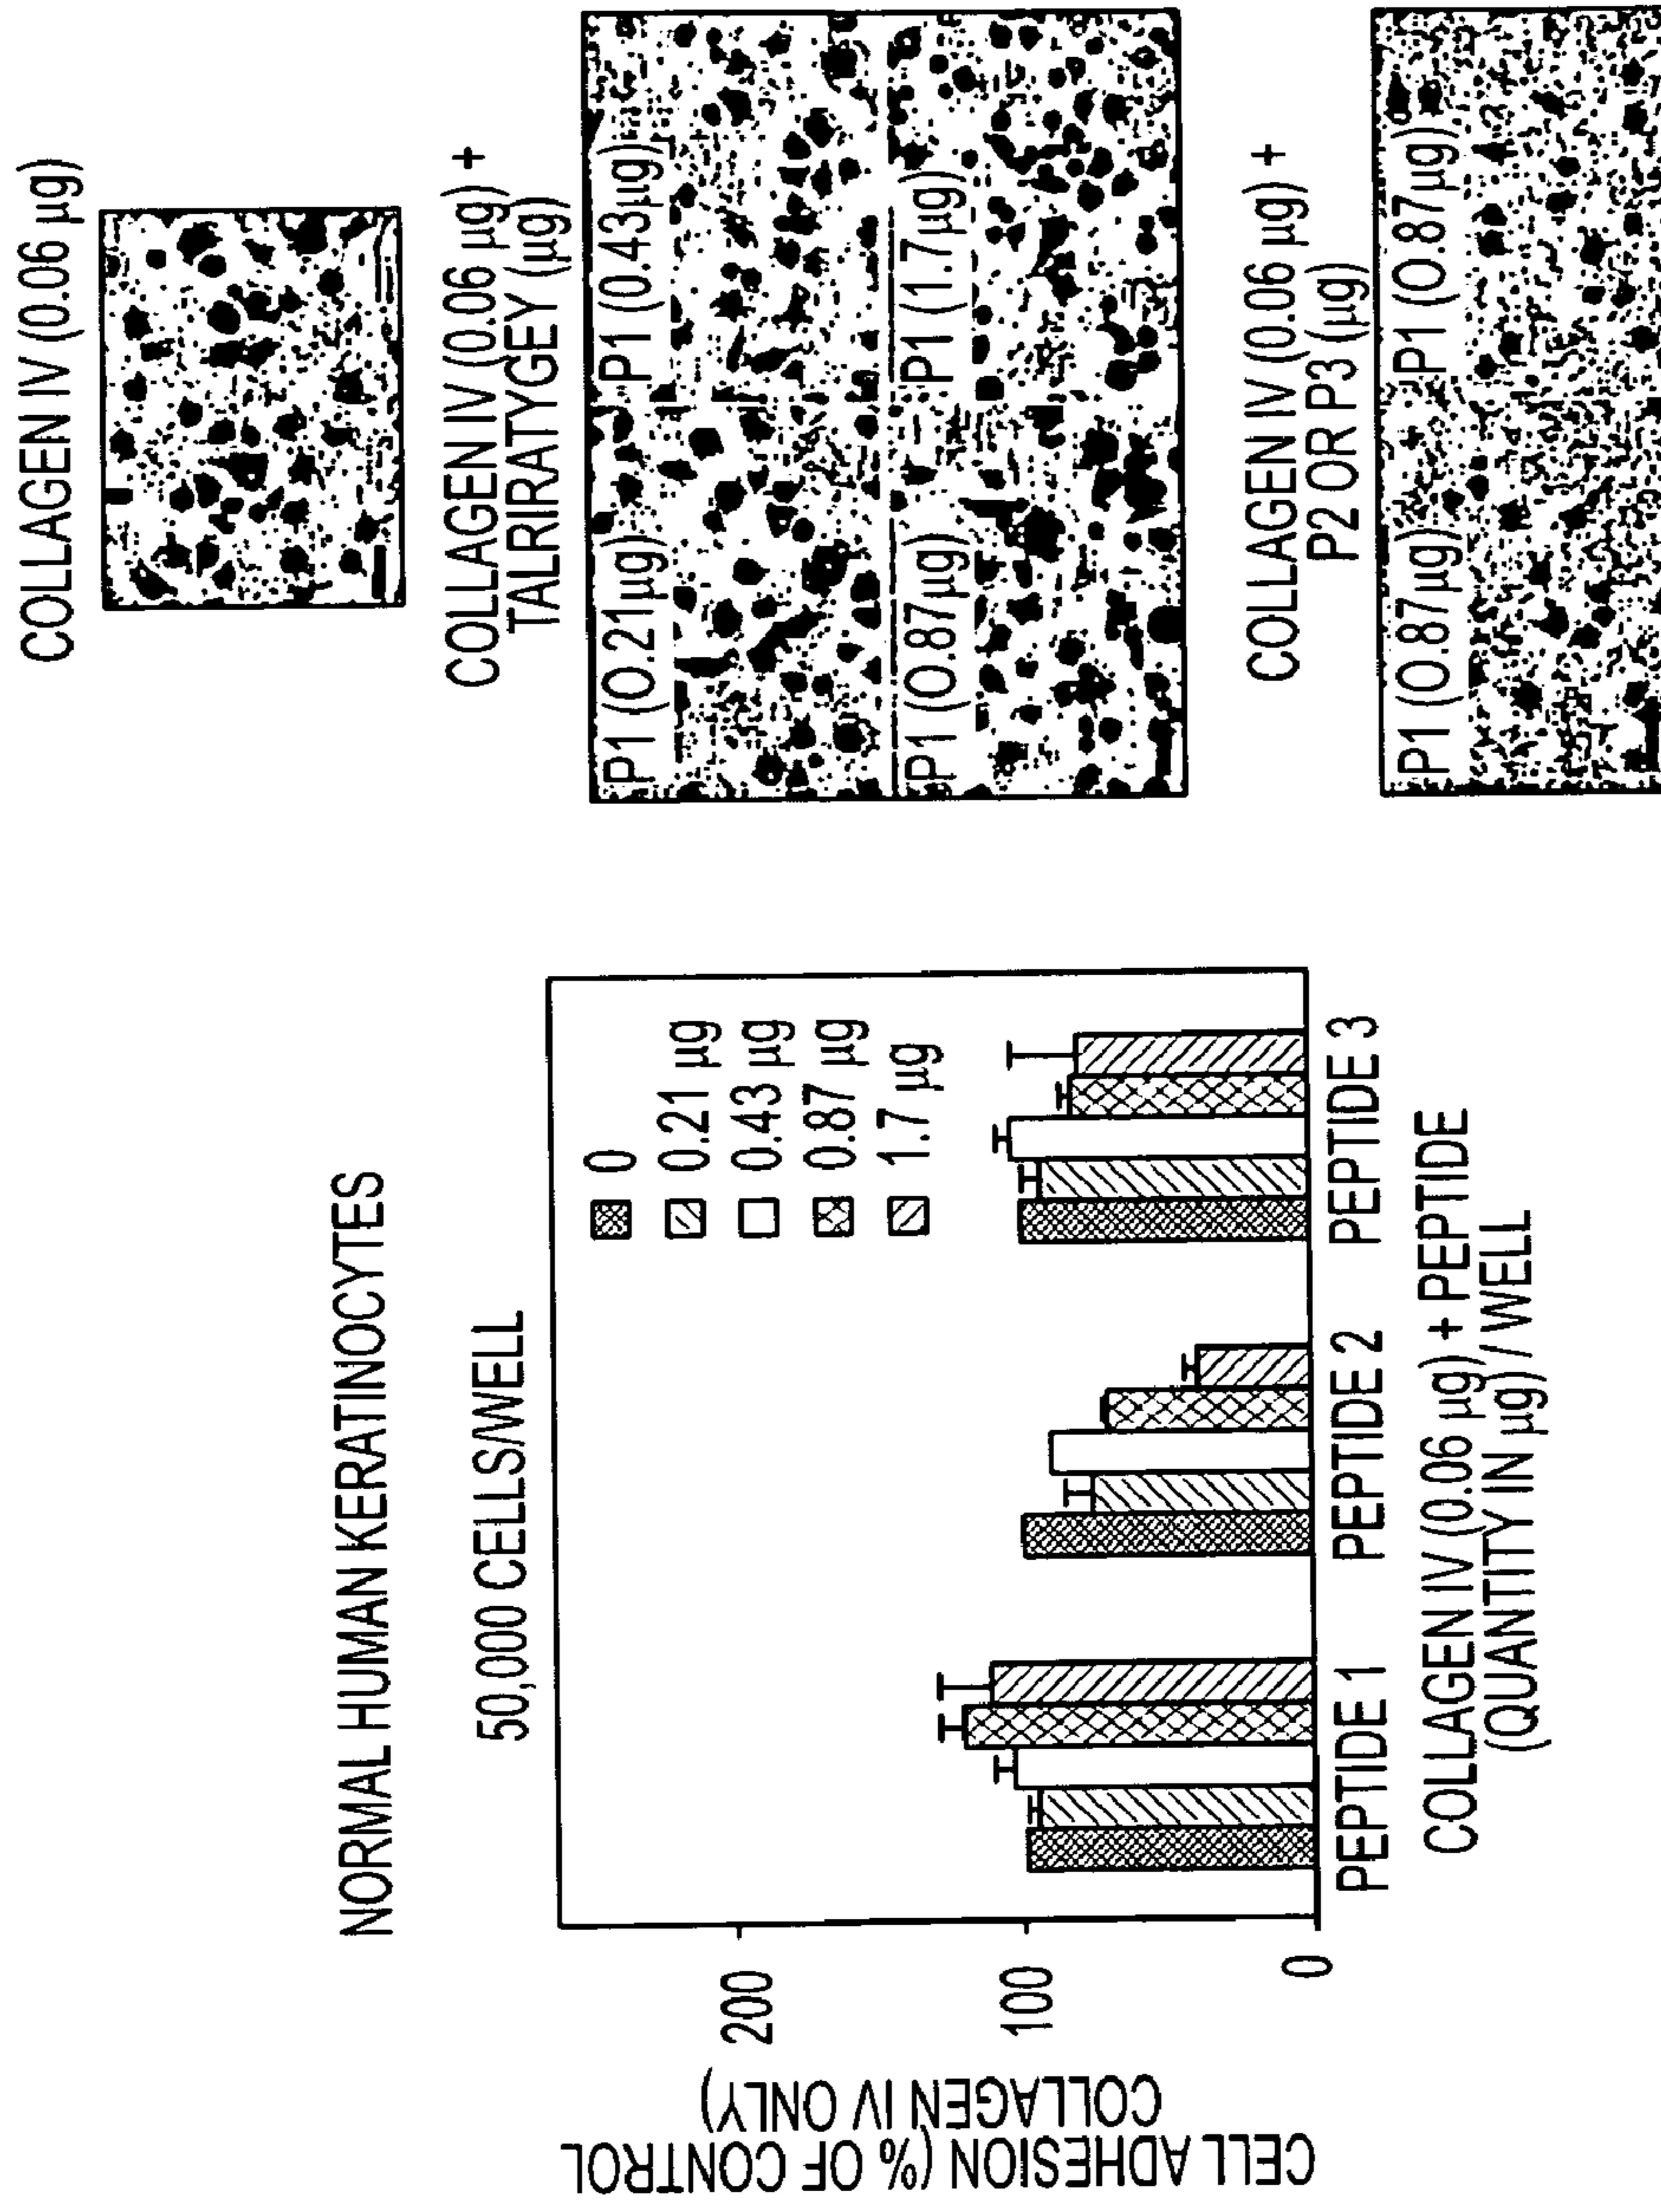 NORMAL HUMAN KERATINOCYTES
50,000 CELLS/WELL
CELL ADHESION (% OF CONTROL
COLLAGEN IV ONLY)
200
100
0
0
0.21 µg
0.43 µg
0.87 µg
1.7 µg
PEPTIDE 1
PEPTIDE 2
PEPTIDE 3
COLLAGEN IV (0.06 µg) + PEPTIDE
(QUANTITY IN µg) / WELL
COLLAGEN IV (0.06 µg)
COLLAGEN IV (0.06 µg) +
TALRIRATYGEY (µg)
P1 (0.21µg)
P1 (0.43µg)
P1 (0.87µg)
P1 (1.7µg)
COLLAGEN IV (0.06 µg) +
P2 OR P3 (µg)
P1 (0.87µg)
P1 (0.87µg)